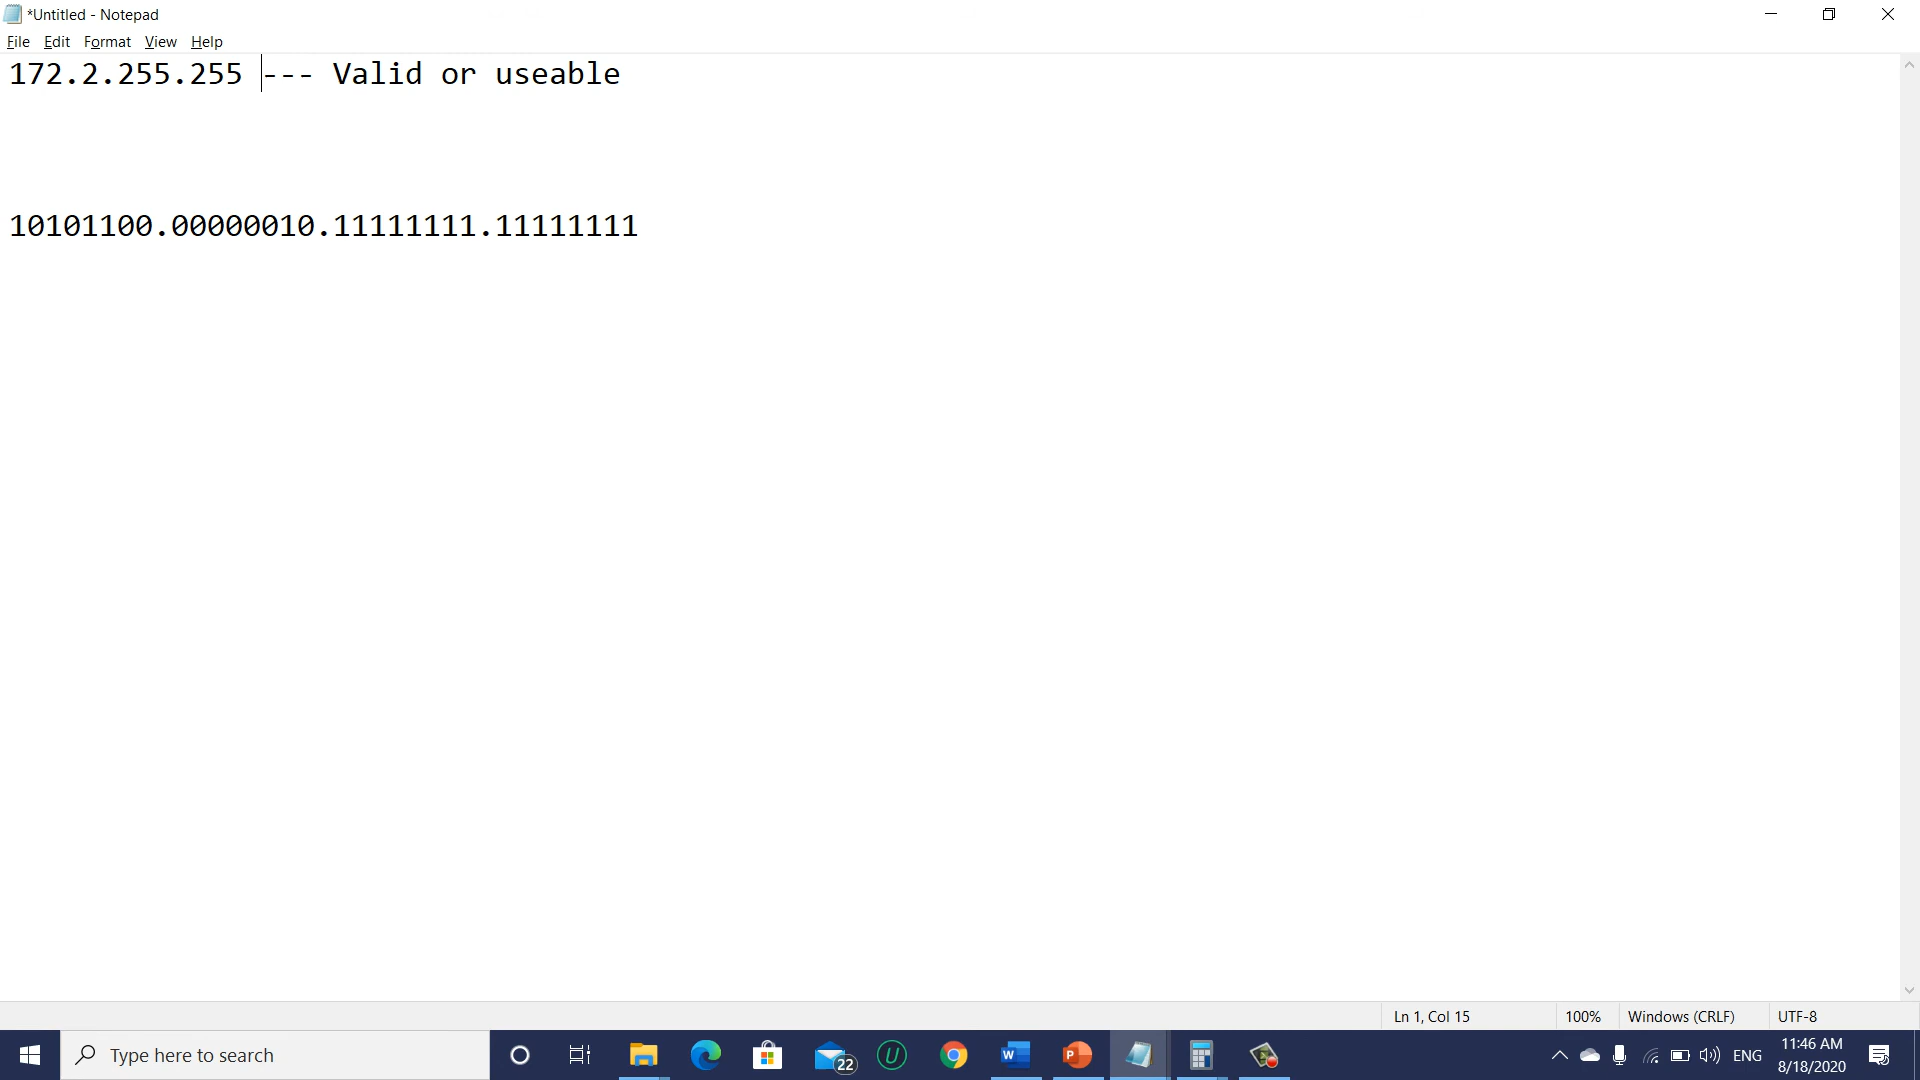 *Untitled - Notepad
File Edit Format View Help
172.2.255.255 --- Valid or useable
10101100.00000010.11111111.11111111
Ln 1, Col 15 100% Windows (CRLF) UTF-8
Type here to search 22 ENG 11:46 AM
8/18/2020